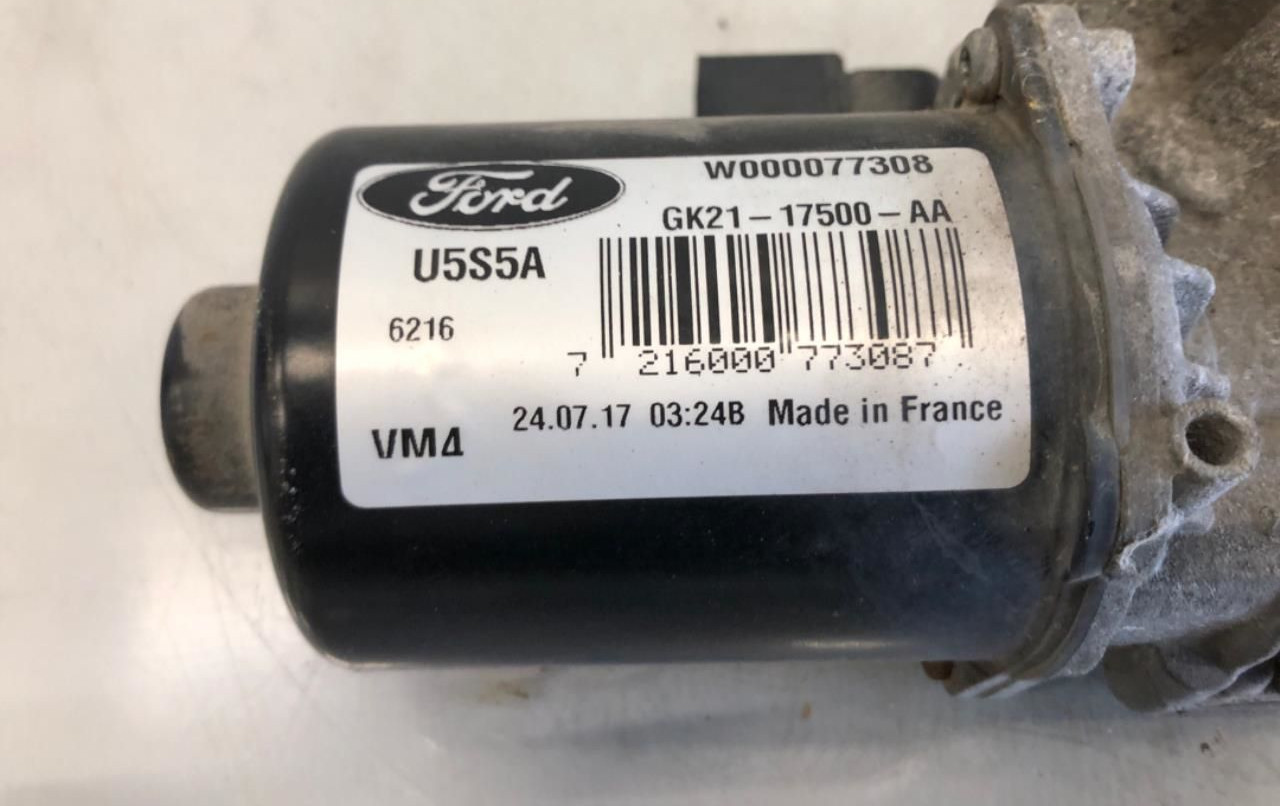 Ford
W000077308
GK21-17500-AA
U5S5A
6216
7 216000 773087
24.07.17 03:24B Made in France
VM4